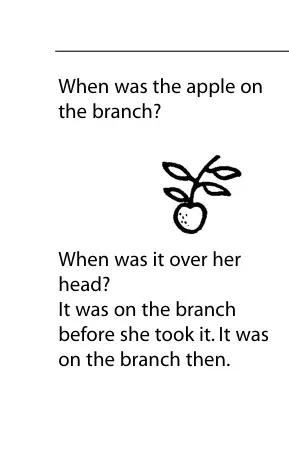 When was the apple on
the branch?
When was it over her
head?
It was on the branch
before she took it. It was
on the branch then.